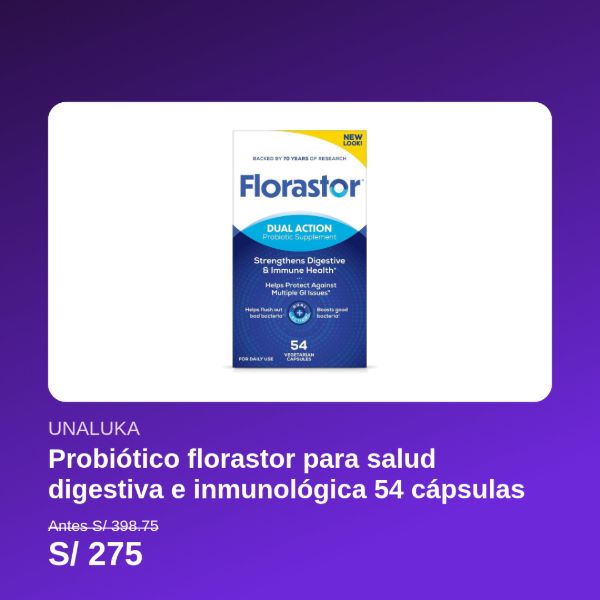 NEW
LOOK!
BACKED BY 70 YEARS OF RESEARCH
Florastor
DUAL ACTION
Probiotic Supplement
Strengthens Digestive
& Immune Health*
Helps Protect Against
Multiple GI Issues*
Helps flush out
bad bacteria*
DUAL
ACTION
Boosts good
bacteria*
54
VEGETARIAN
CAPSULES
FOR DAILY USE
UNALUKA
Probiótico florastor para salud
digestiva e inmunológica 54 cápsulas
Antes S/ 398.75
S/ 275